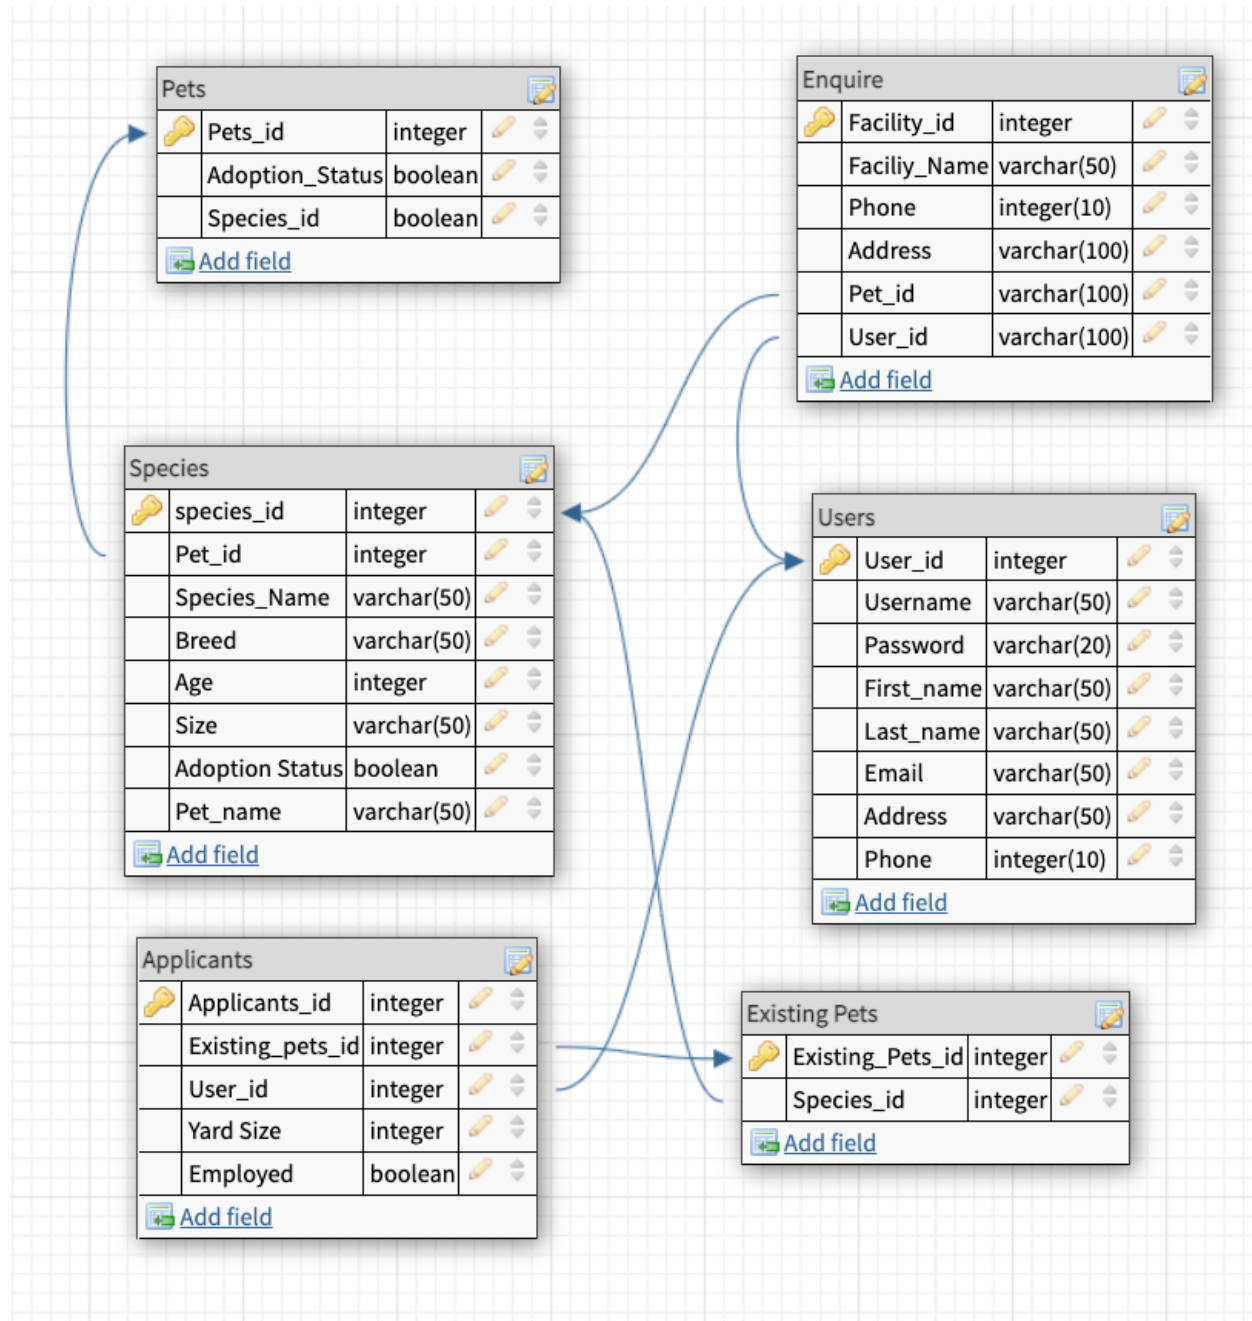 Pets
Pets_id integer
Adoption_Status boolean
Species_id boolean
Add field
Enquire
Facility_id integer
Faciliy_Name varchar(50)
Phone integer(10)
Address varchar(100)
Pet_id varchar(100)
User_id varchar(100)
Add field
Species
species_id integer
Pet_id integer
Species_Name varchar(50)
Breed varchar(50)
Age integer
Size varchar(50)
Adoption Status boolean
Pet_name varchar(50)
Add field
Users
User_id integer
Username varchar(50)
Password varchar(20)
First_name varchar(50)
Last_name varchar(50)
Email varchar(50)
Address varchar(50)
Phone integer(10)
Add field
Applicants
Applicants_id integer
Existing_pets_id integer
User_id integer
Yard Size integer
Employed boolean
Add field
Existing Pets
Existing_Pets_id integer
Species_id integer
Add field